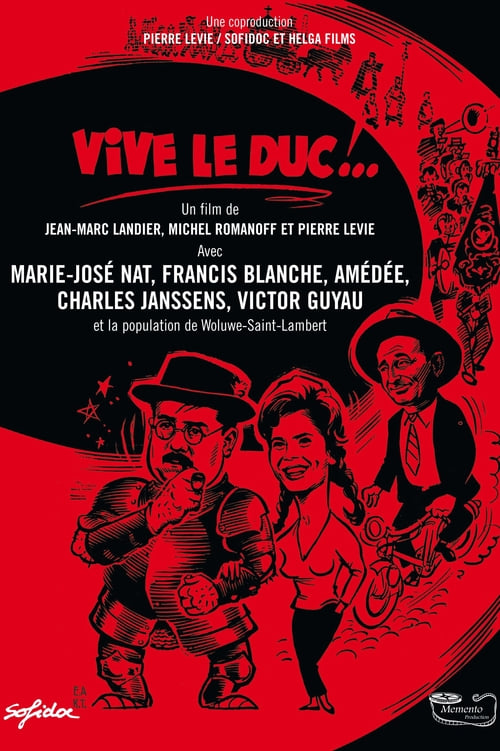 Une coproduction
PIERRE LEVIE / SOFIDOC ET HELGA FILMS
VIVE LE DUC!...
Un film de
JEAN-MARC LANDIER, MICHEL ROMANOFF ET PIERRE LEVIE
Avec
MARIE-JOSÉ NAT, FRANCIS BLANCHE, AMÉDÉE,
CHARLES JANSSENS, VICTOR GUYAU
et la population de Woluwe-Saint-Lambert
E.A
K.T.
Sofidoc
Memento
Production